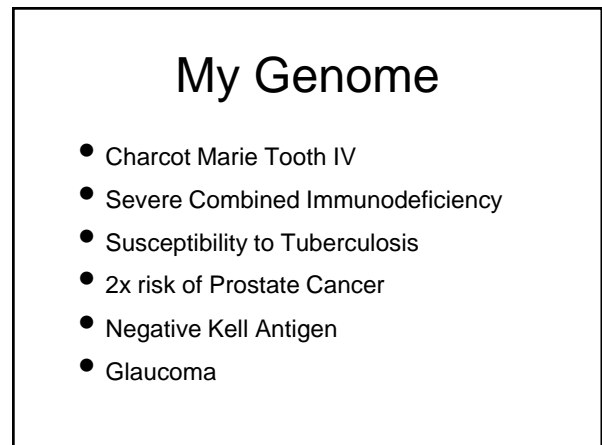 My Genome
• Charcot Marie Tooth IV
• Severe Combined Immunodeficiency
• Susceptibility to Tuberculosis
• 2x risk of Prostate Cancer
• Negative Kell Antigen
• Glaucoma